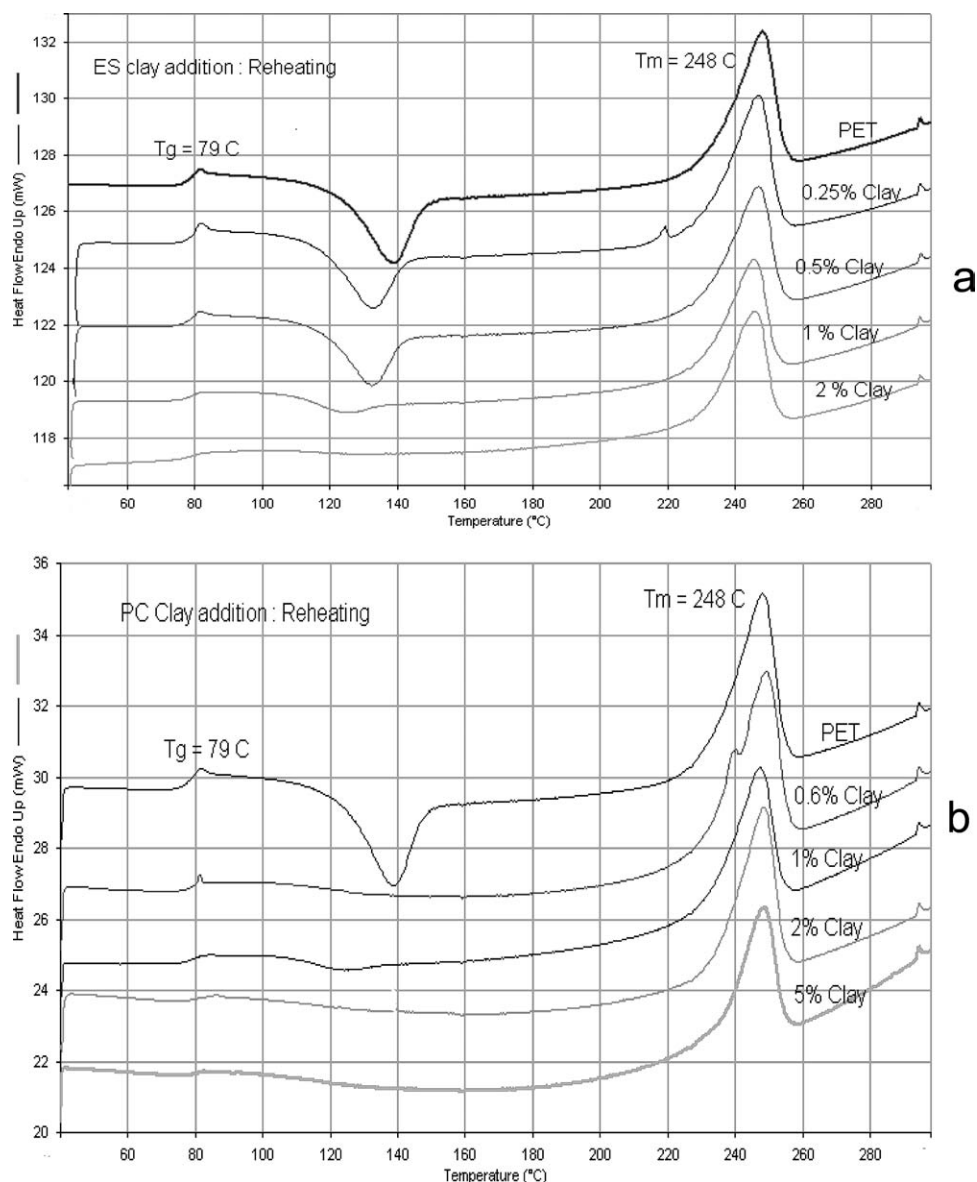 132
ES clay addition : Reheating
Tm = 248 C
130
PET
128
Tg = 79 C
0.25% Clay
126
0.5% Clay
a
124
122
1 % Clay
120
2 % Clay
118
Heat Flow Endo Up (mW)
60 80 100 120 140 160 180 200 220 240 260 280
Temperature (°C)
36
PC Clay addition : Reheating
Tm = 248 C
34
32
PET
Tg = 79 C
30
0.6% Clay
b
28
1% Clay
26
2% Clay
24
5% Clay
22
20
Heat Flow Endo Up (mW)
60 80 100 120 140 160 180 200 220 240 260 280
Temperature (°C)